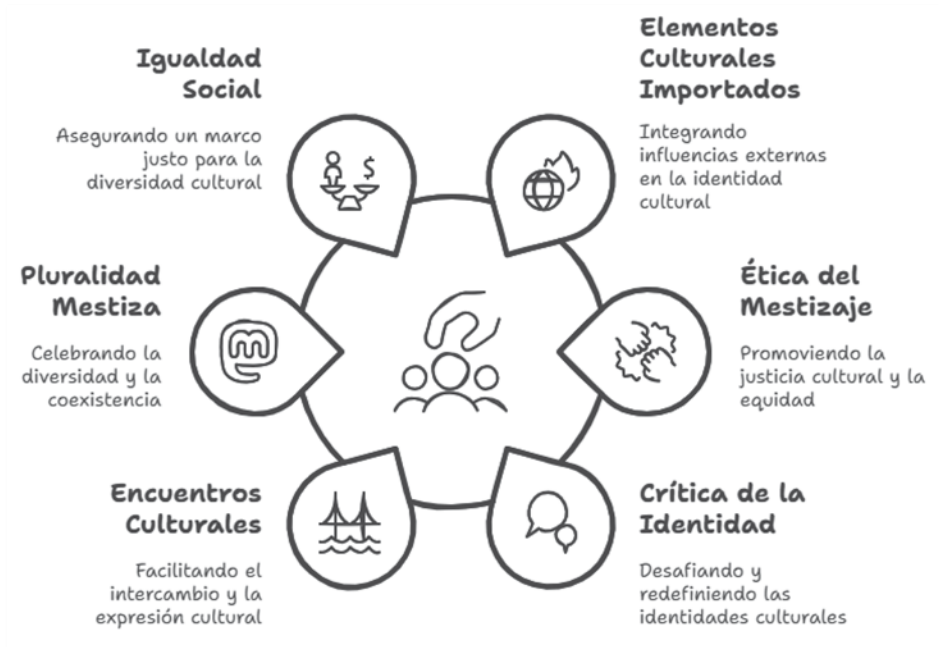 Igualdad
Social
Asegurando un marco
justo para la
diversidad cultural
Elementos
Culturales
Importados
Integrando
influencias externas
en la identidad
cultural
$
Pluralidad
Mestiza
Celebrando la
diversidad y la
coexistencia
m
Ética del
Mestizaje
Promoviendo la
justicia cultural y la
equidad
Encuentros
Culturales
Facilitando el
intercambio y la
expresión cultural
Crítica de la
Identidad
Desafiando y
redefiniendo las
identidades culturales